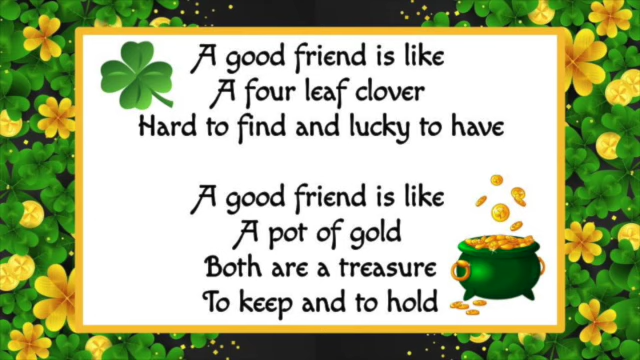 A good friend is like
A four leaf clover
Hard to find and lucky to have
A good friend is like
A pot of gold
Both are a treasure
To keep and to hold